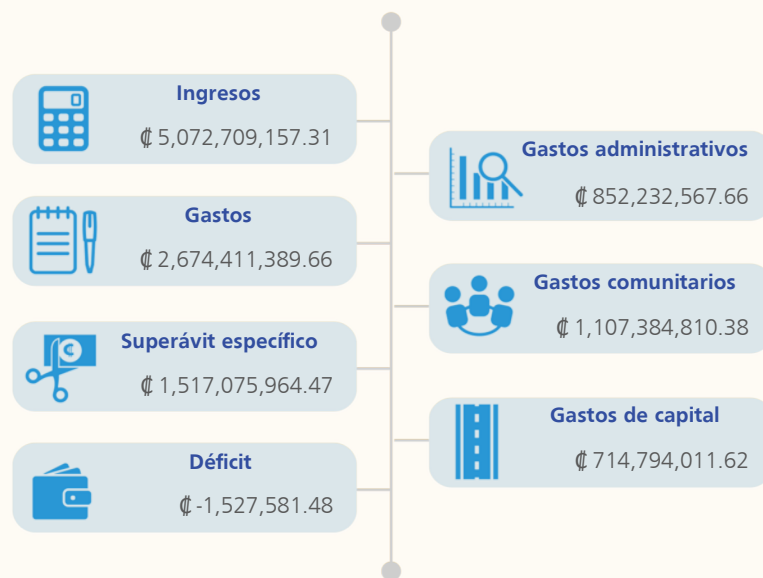 Ingresos
₡ 5,072,709,157.31
Gastos
₡ 2,674,411,389.66
Superávit específico
₡ 1,517,075,964.47
Déficit
₡ -1,527,581.48
Gastos administrativos
₡ 852,232,567.66
Gastos comunitarios
₡ 1,107,384,810.38
Gastos de capital
₡ 714,794,011.62